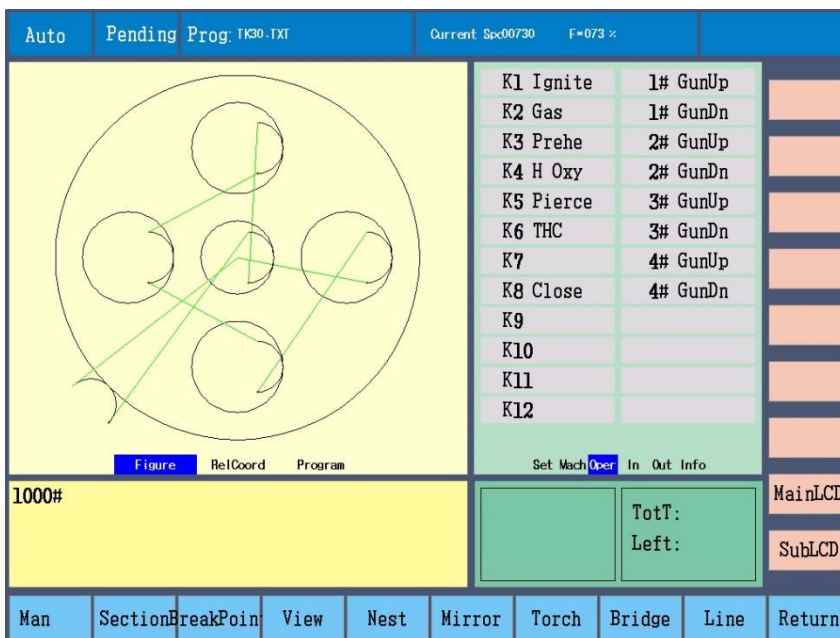 Auto Pending Prog: TK30.TXT Current Spc00730 F*073 %
K1 Ignite 1# GunUp
K2 Gas 1# GunDn
K3 Prehe 2# GunUp
K4 H Oxy 2# GunDn
K5 Pierce 3# GunUp
K6 THC 3# GunDn
K7 4# GunUp
K8 Close 4# GunDn
K9
K10
K11
K12
Figure RelCoord Program Set Mach Oper In Out Info
1000#
TotT:
Left:
MainLCD
SubLCD
Man Section BreakPoin View Nest Mirror Torch Bridge Line Return